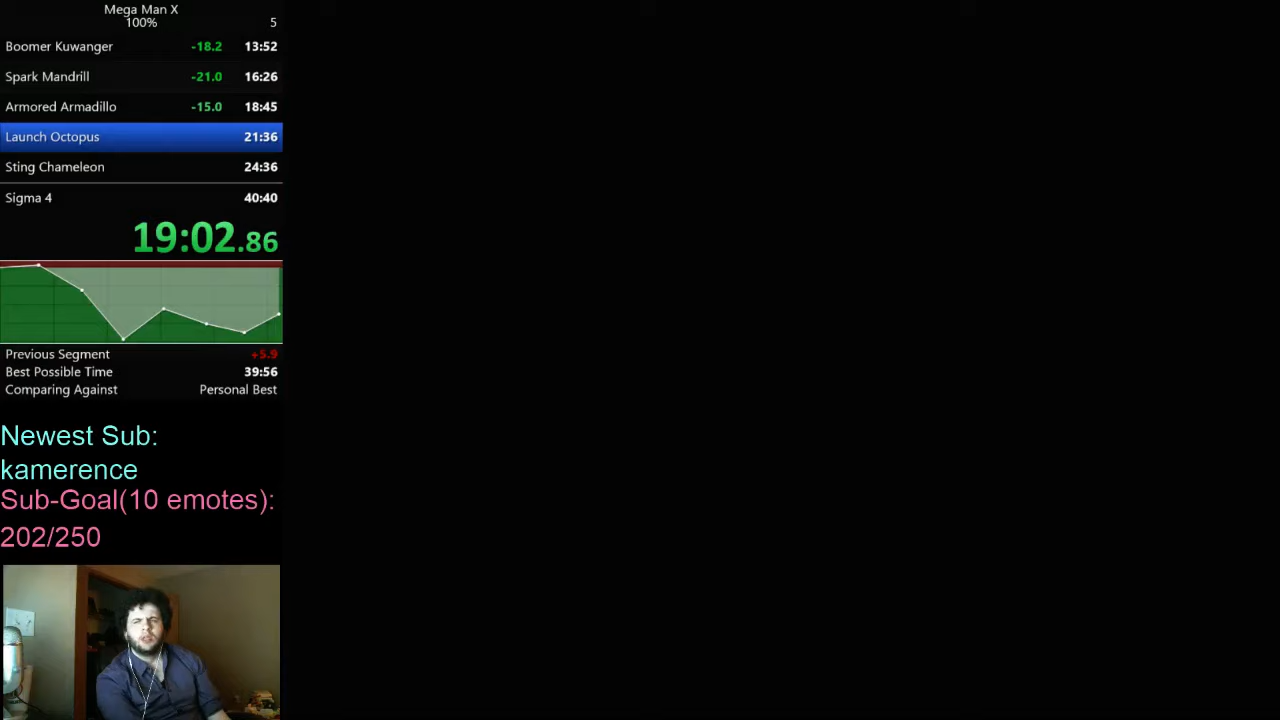 Mega Man X
100% 5
Boomer Kuwanger -18.2 13:52
Spark Mandrill -21.0 16:26
Armored Armadillo -15.0 18:45
Launch Octopus 21:36
Sting Chameleon 24:36
Sigma 4 40:40
19:02.86
Previous Segment +5.9
Best Possible Time 39:56
Comparing Against Personal Best
Newest Sub:
kamerence
Sub-Goal(10 emotes):
202/250